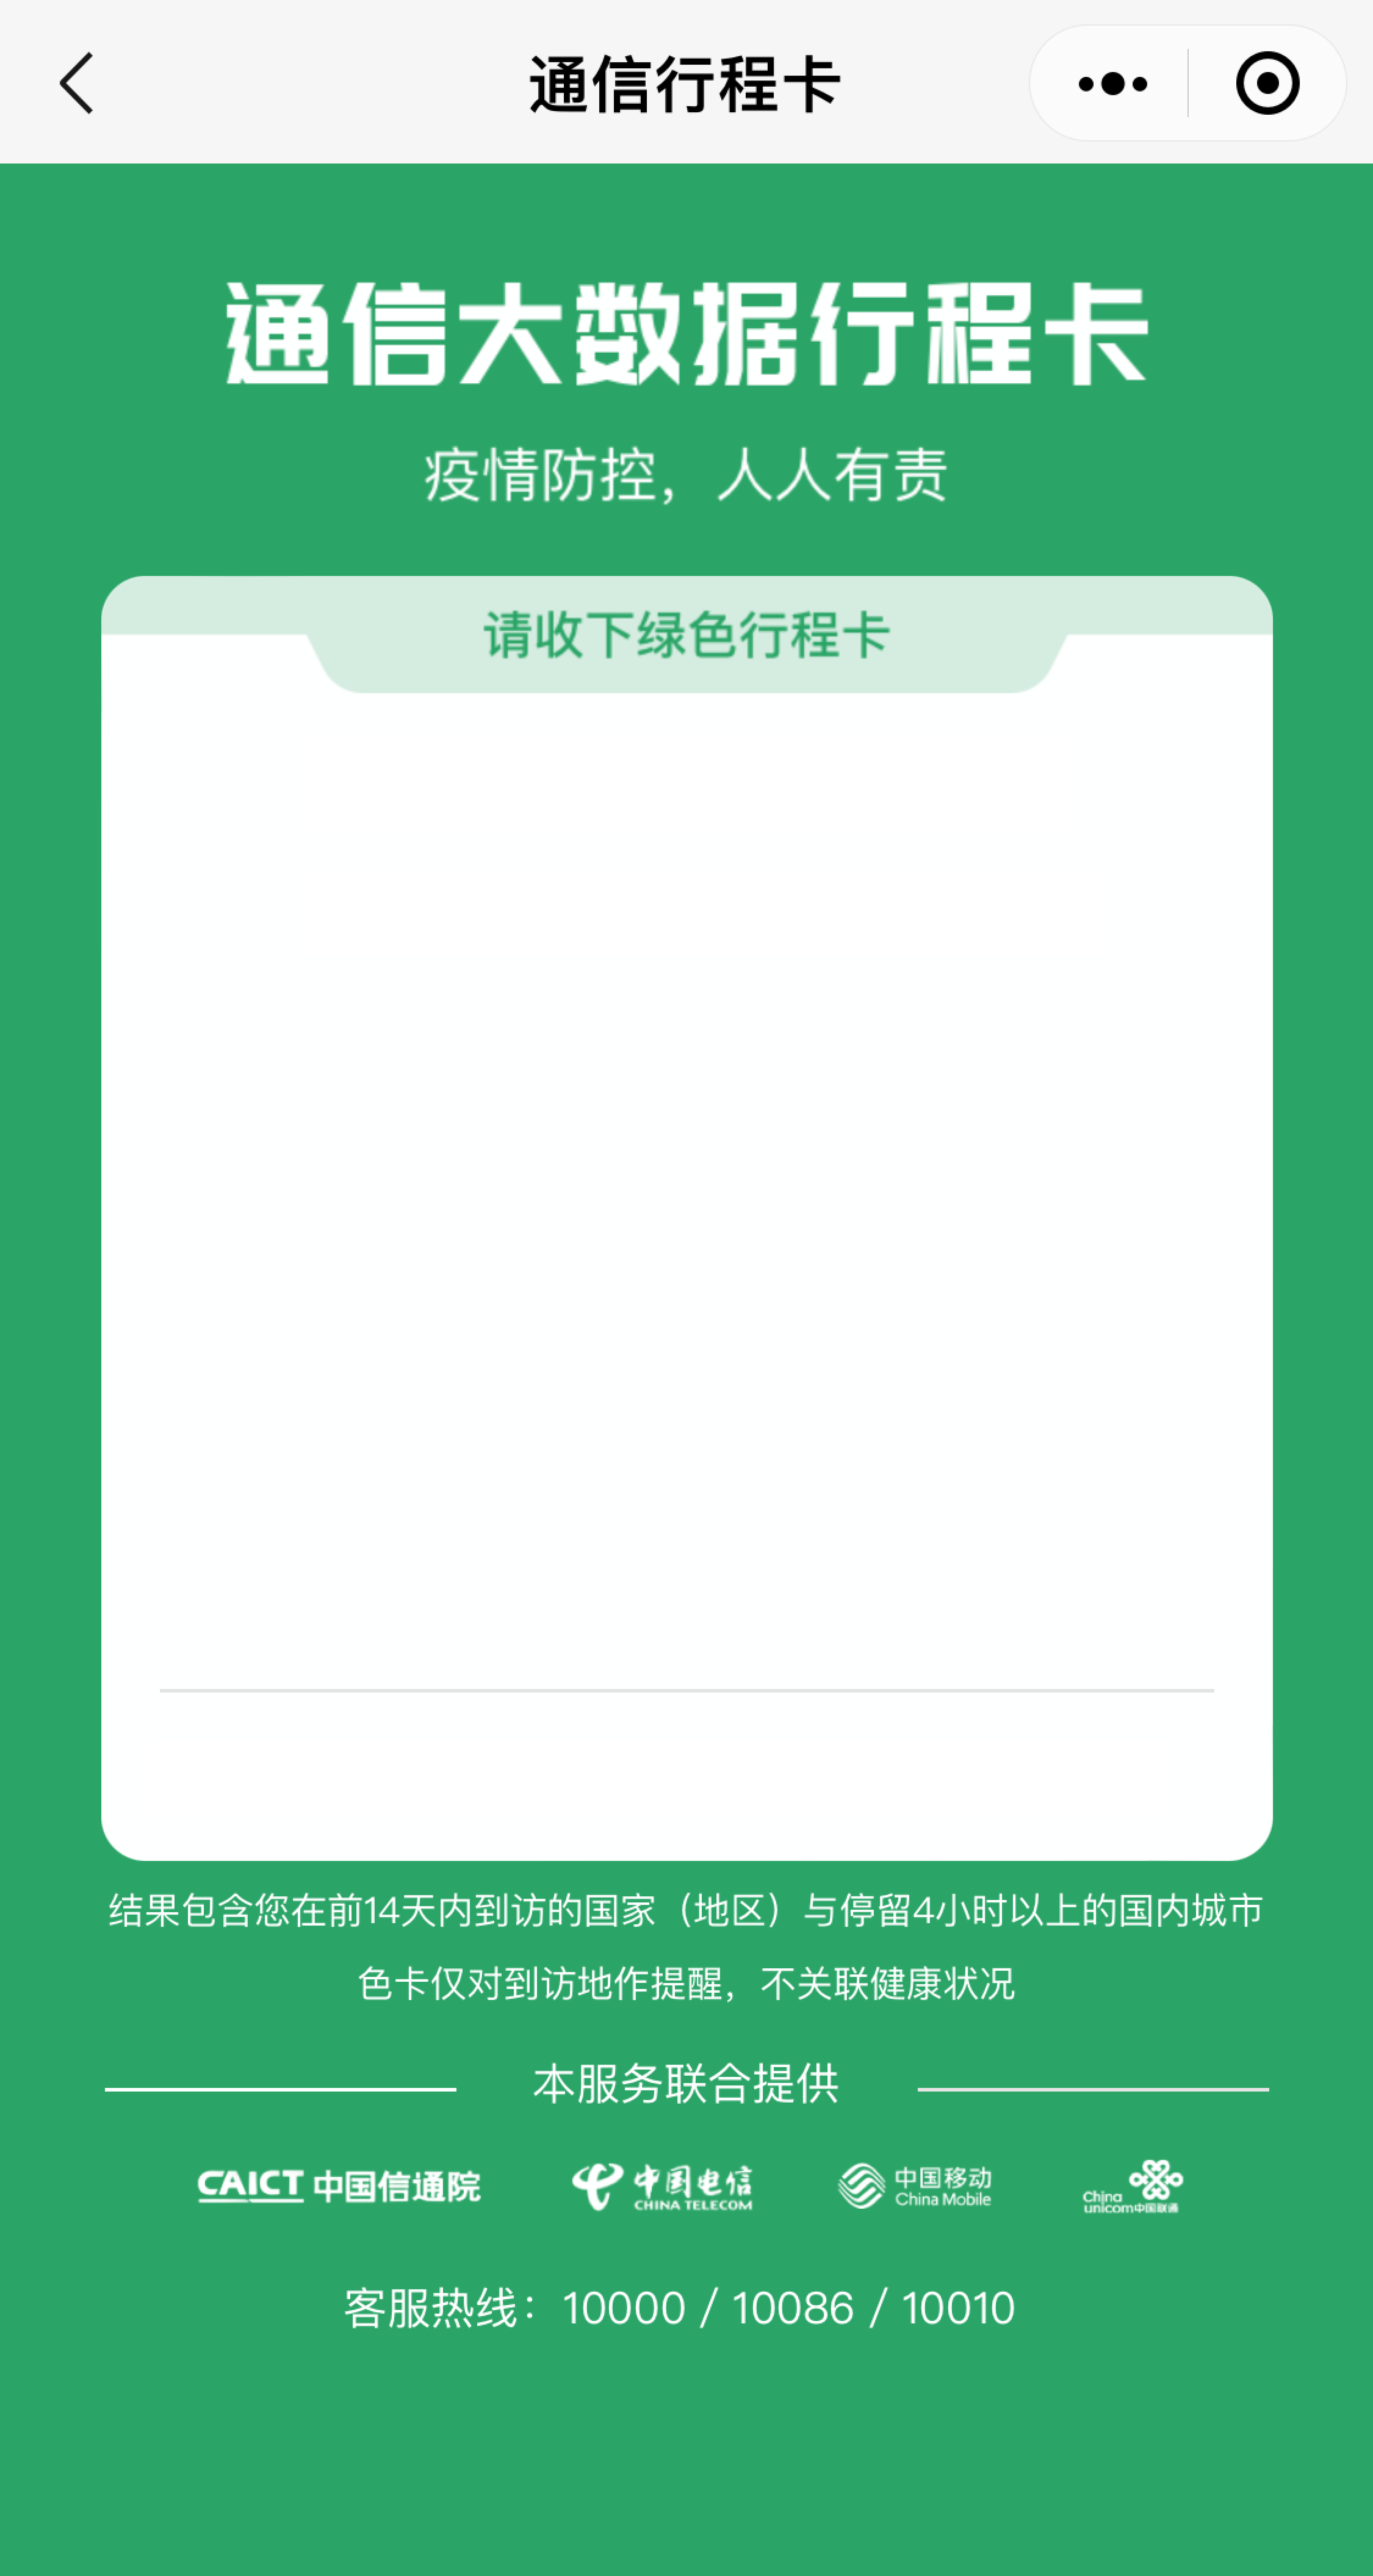 通信行程卡
通信大数据行程卡
疫情防控，人人有责
请收下绿色行程卡
结果包含您在前14天内到访的国家（地区）与停留4小时以上的国内城市
色卡仅对到访地作提醒，不关联健康状况
本服务联合提供
CAICT 中国信通院
中国电信
CHINA TELECOM
中国移动
China Mobile
China
unicom中国联通
客服热线：10000 / 10086 / 10010